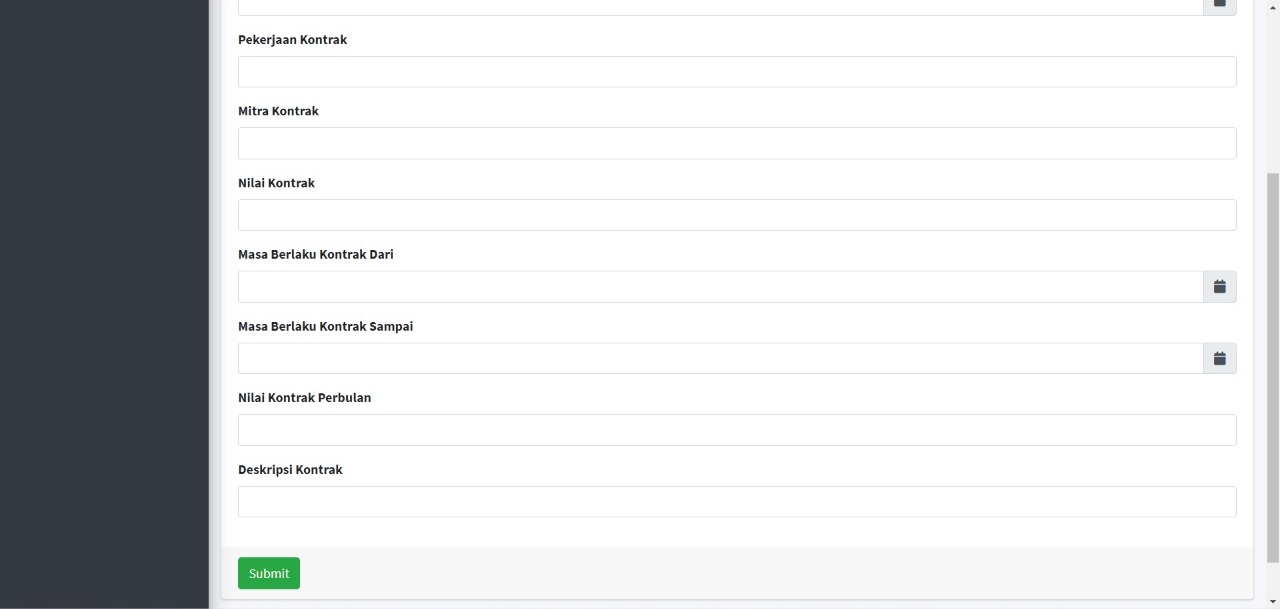 Pekerjaan Kontrak
Mitra Kontrak
Nilai Kontrak
Masa Berlaku Kontrak Dari
Masa Berlaku Kontrak Sampai
Nilai Kontrak Perbulan
Deskripsi Kontrak
Submit